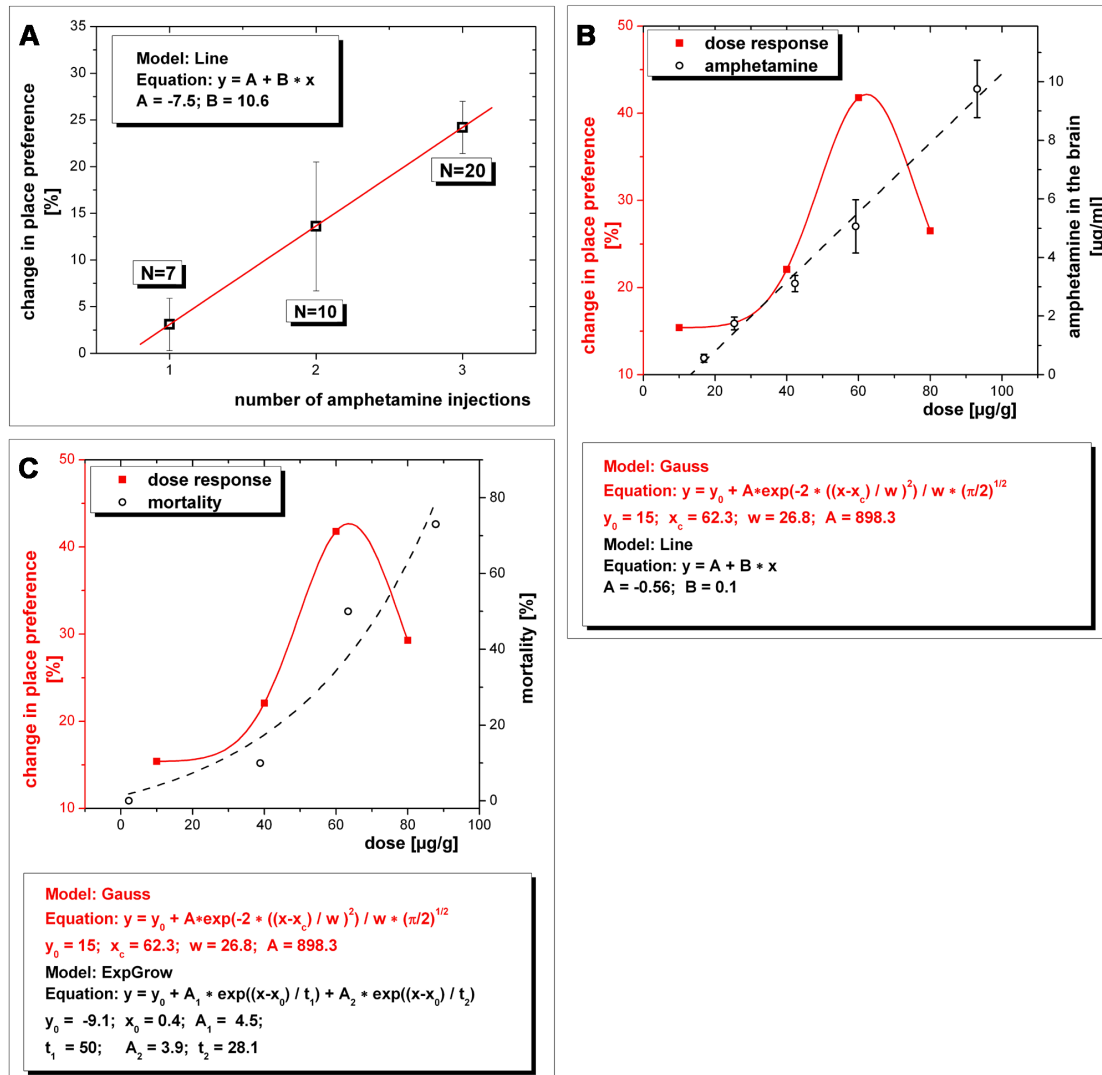 A
35
30
25
20
15
10
5
0
change in place preference
[%]
Model: Line
Equation: y = A + B * x
A = -7.5; B = 10.6
N=7
N=10
N=20
1 2 3
number of amphetamine injections
B
50
40
30
20
10
change in place preference
[%]
dose response
amphetamine
10
8
6
4
2
0
amphetamine in the brain
[µg/ml]
0 20 40 60 80 100
dose [µg/g]
Model: Gauss
Equation: y = y₀ + A*exp(-2 * ((x-x_c) / w )²) / w * (π/2)^1/2
y₀ = 15; x_c = 62.3; w = 26.8; A = 898.3
Model: Line
Equation: y = A + B * x
A = -0.56; B = 0.1
C
50
40
30
20
10
change in place preference
[%]
dose response
mortality
80
60
40
20
0
mortality [%]
0 20 40 60 80 100
dose [µg/g]
Model: Gauss
Equation: y = y₀ + A*exp(-2 * ((x-x_c) / w )²) / w * (π/2)^1/2
y₀ = 15; x_c = 62.3; w = 26.8; A = 898.3
Model: ExpGrow
Equation: y = y₀ + A₁ * exp((x-x₀) / t₁) + A₂ * exp((x-x₀) / t₂)
y₀ = -9.1; x₀ = 0.4; A₁ = 4.5;
t₁ = 50; A₂ = 3.9; t₂ = 28.1